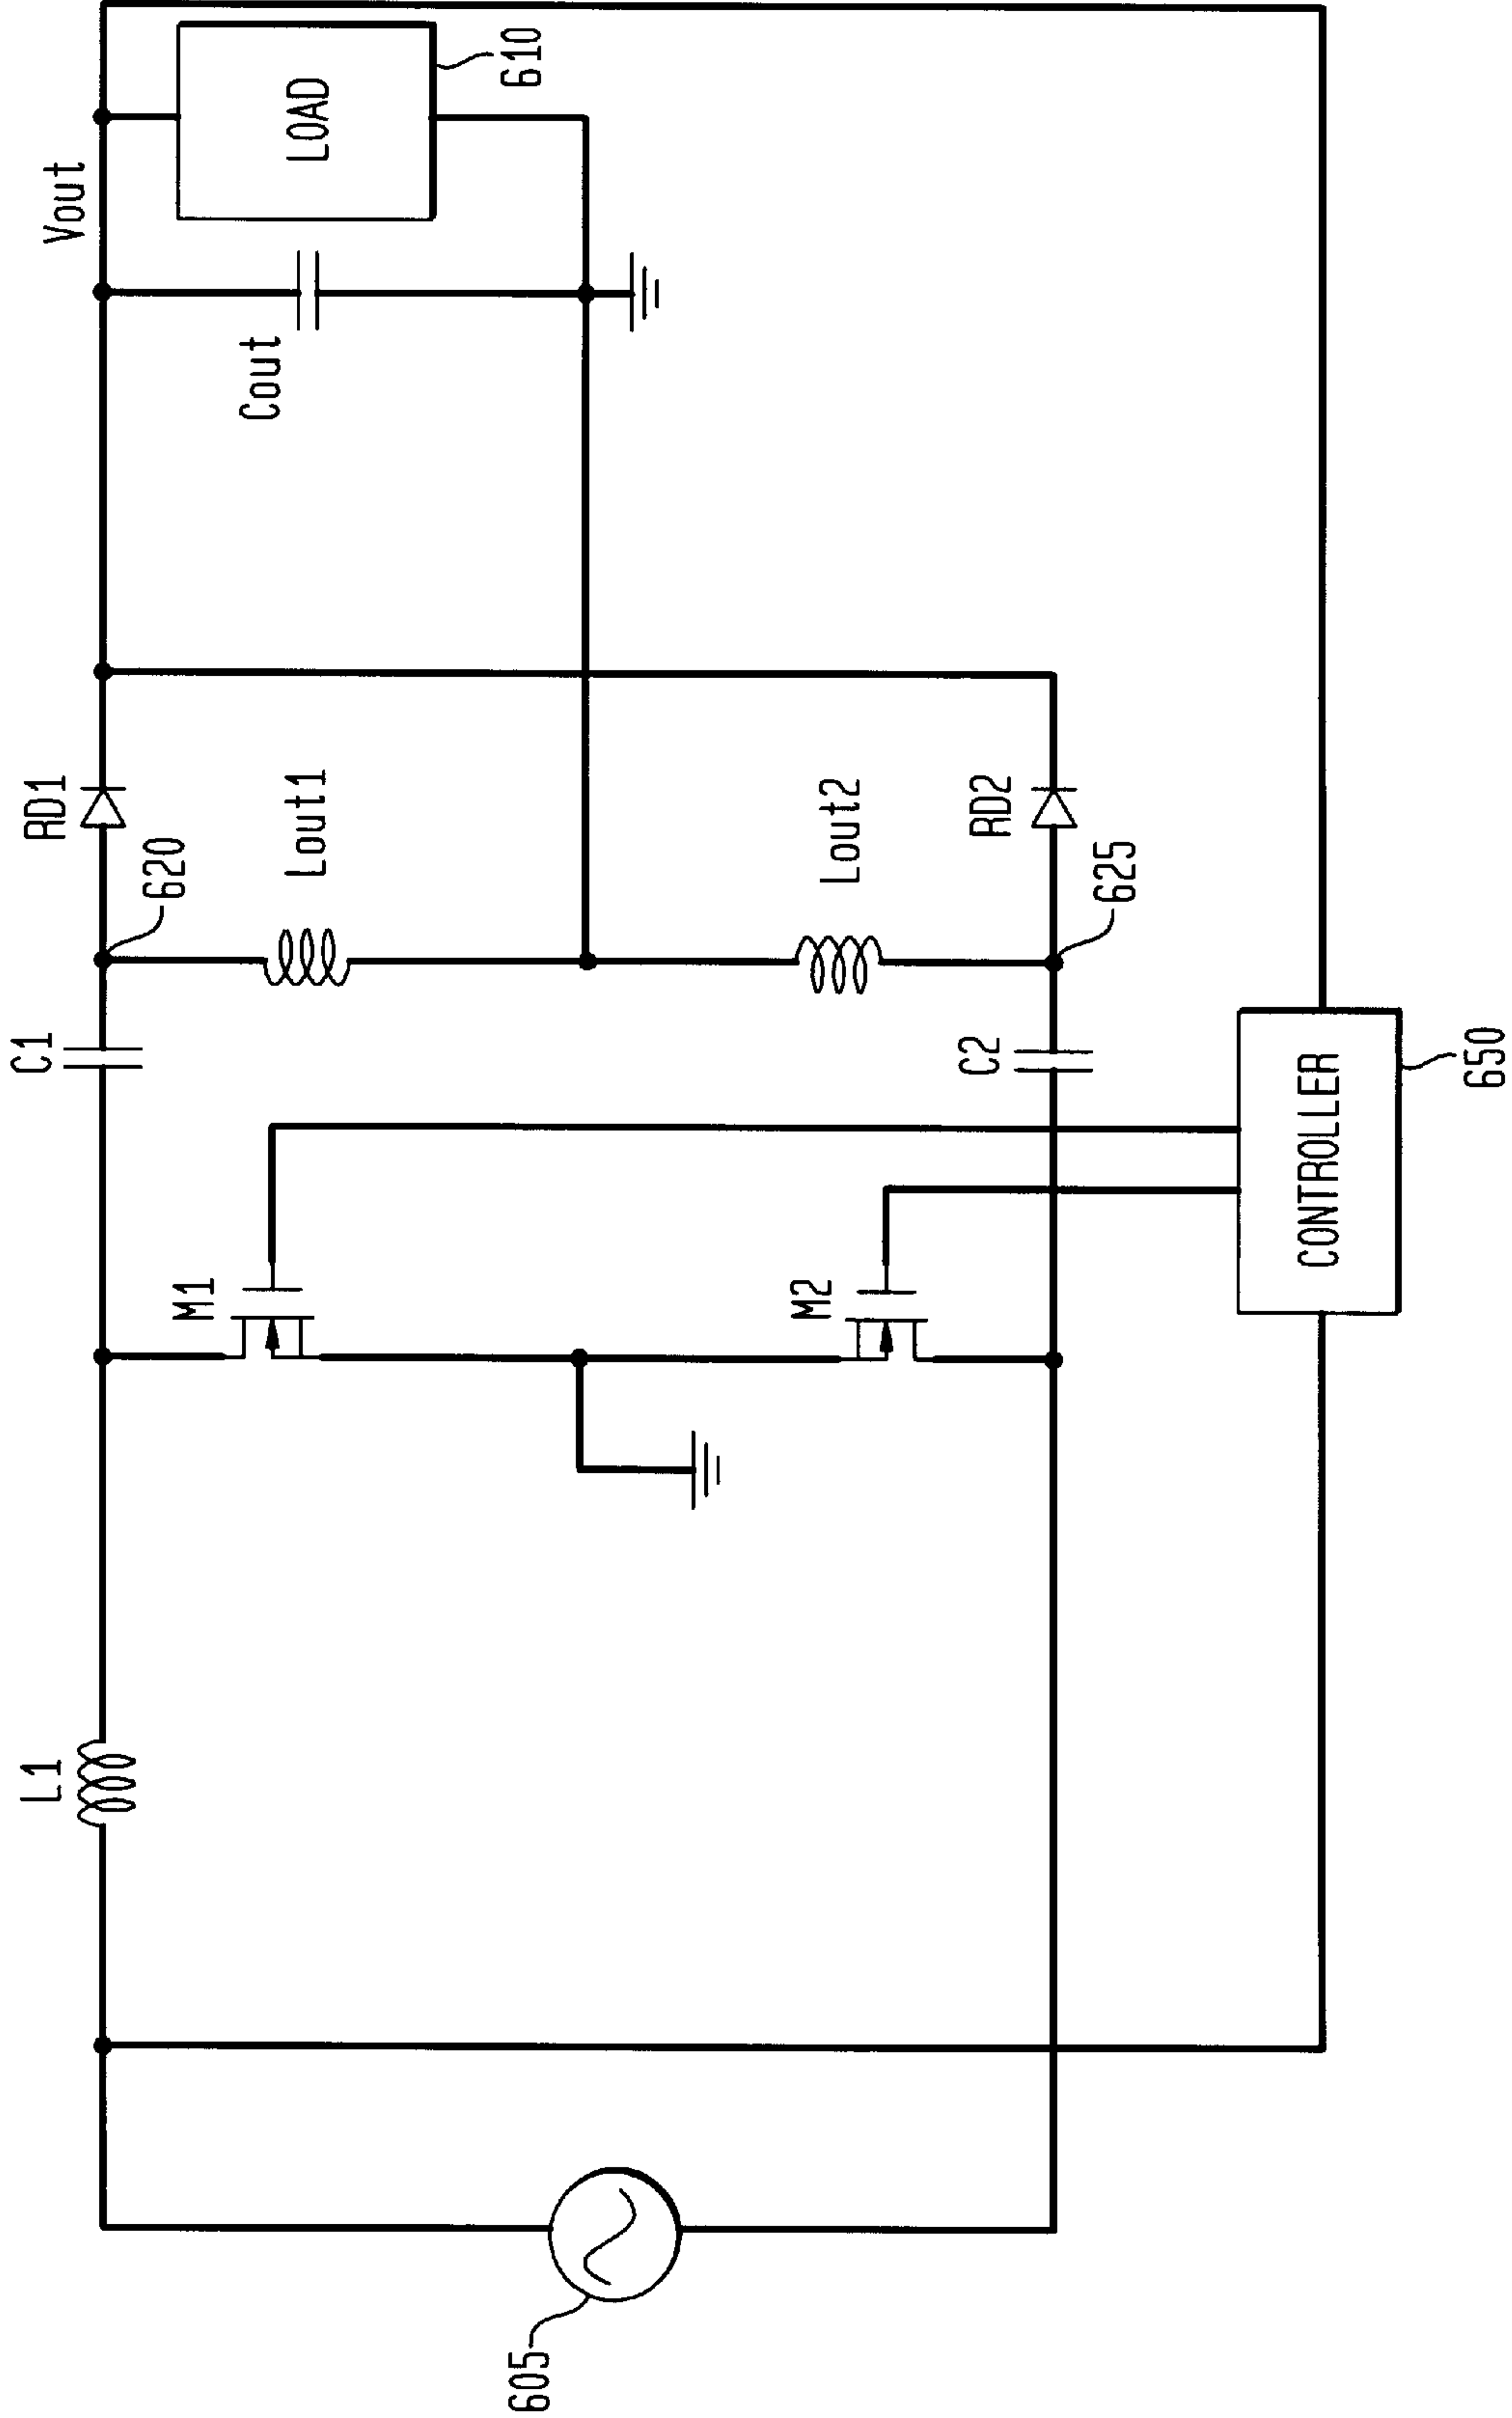 L1
C1
RD1
Vout
620
M1
Lout1
Cout
LOAD
610
605
M2
Lout2
C2
RD2
625
CONTROLLER
650